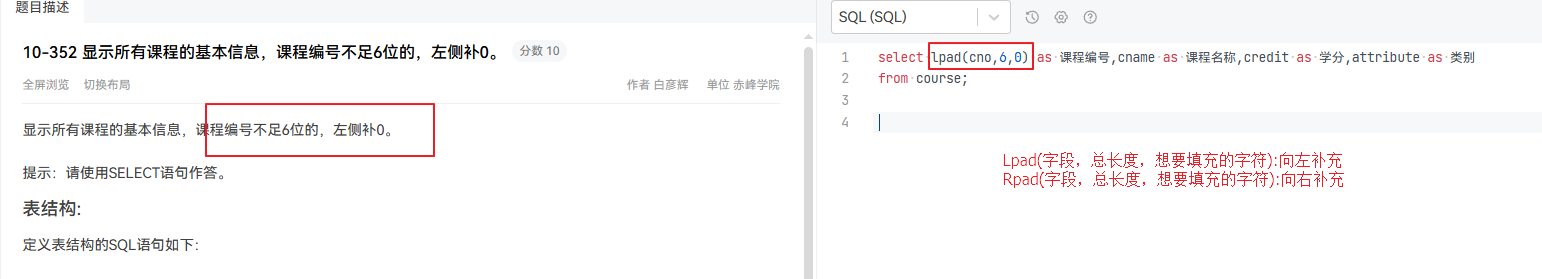 题目描述
10-352 显示所有课程的基本信息，课程编号不足6位的，左侧补0。 分数 10
全屏浏览 切换布局 作者 白彦辉 单位 赤峰学院
显示所有课程的基本信息，课程编号不足6位的，左侧补0。
提示：请使用SELECT语句作答。
表结构:
定义表结构的SQL语句如下：
SQL (SQL)
1 select lpad(cno,6,0) as 课程编号,cname as 课程名称,credit as 学分,attribute as 类别
2 from course;
3
4
Lpad(字段，总长度，想要填充的字符):向左补充
Rpad(字段，总长度，想要填充的字符):向右补充